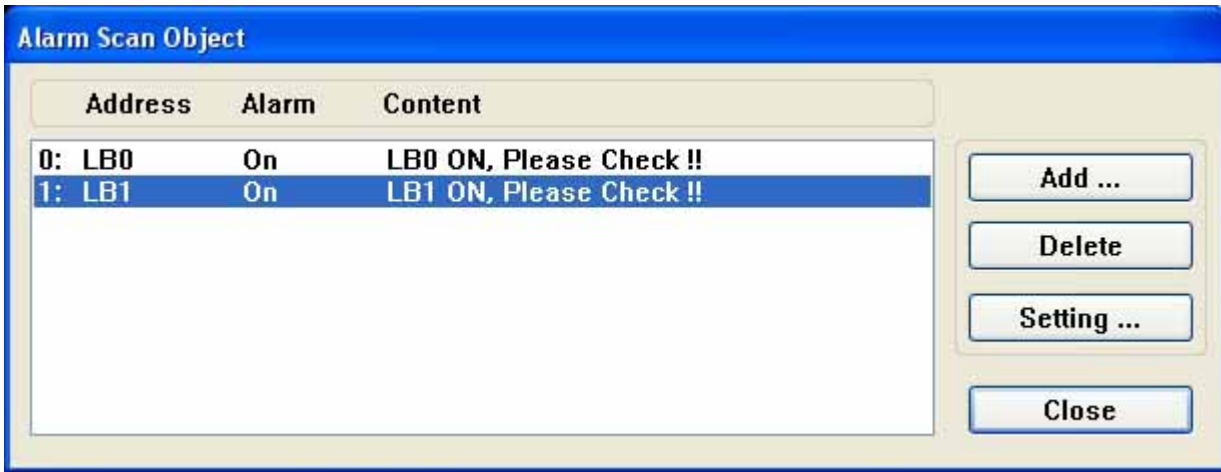 Alarm Scan Object
Address Alarm Content
0: LB0 On LB0 ON, Please Check !!
1: LB1 On LB1 ON, Please Check !!
Add ...
Delete
Setting ...
Close